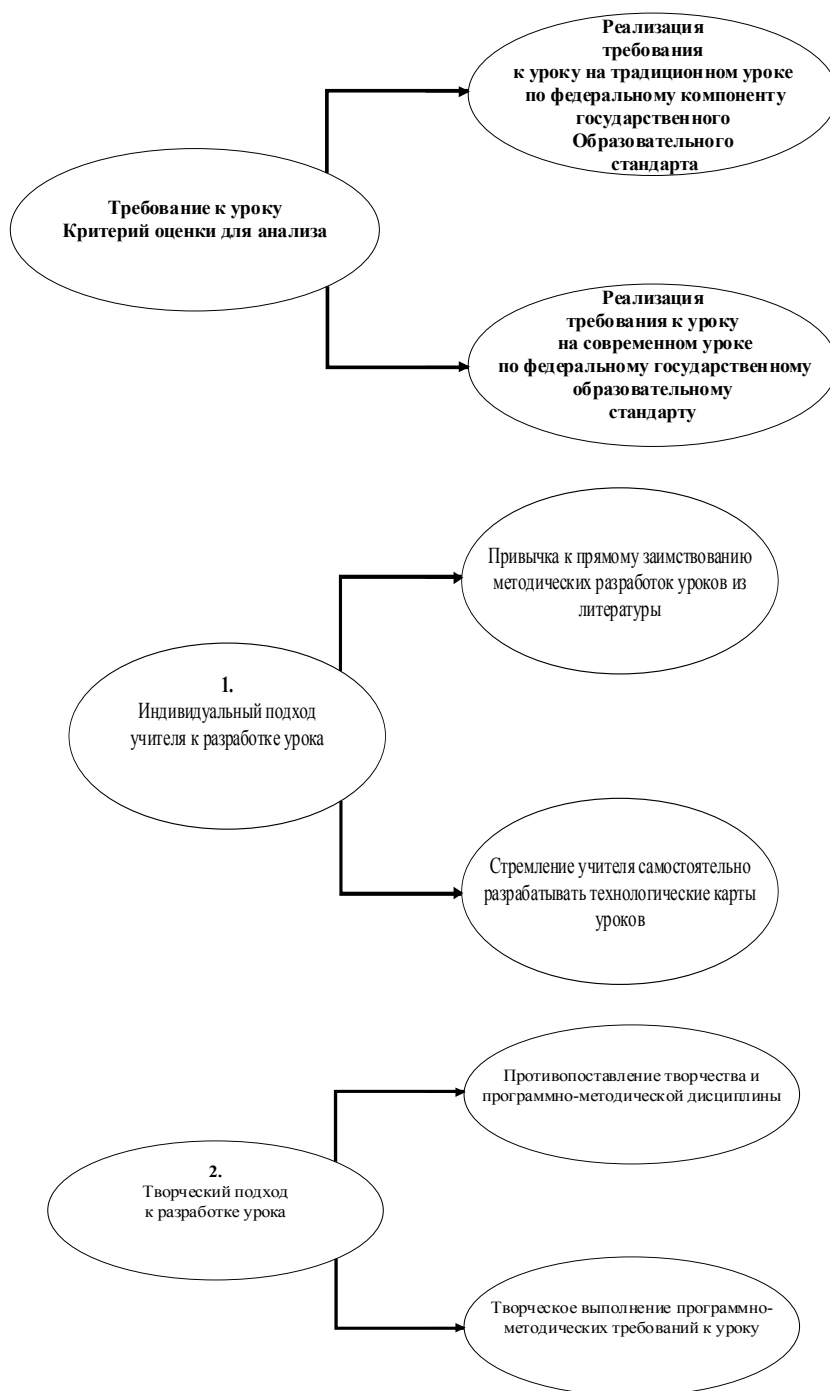 Реализация
требования
к уроку на традиционном уроке
по федеральному компоненту
государственного
Образовательного
стандарта
Требование к уроку
Критерий оценки для анализа
Реализация
требования к уроку
на современном уроке
по федеральному государственному
образовательному
стандарту
Привычка к прямому заимствованию
методических разработок уроков из
литературы
1.
Индивидуальный подход
учителя к разработке урока
Стремление учителя самостоятельно
разрабатывать технологические карты
уроков
Противопоставление творчества и
программно-методической дисциплины
2.
Творческий подход
к разработке урока
Творческое выполнение программно-
методических требований к уроку